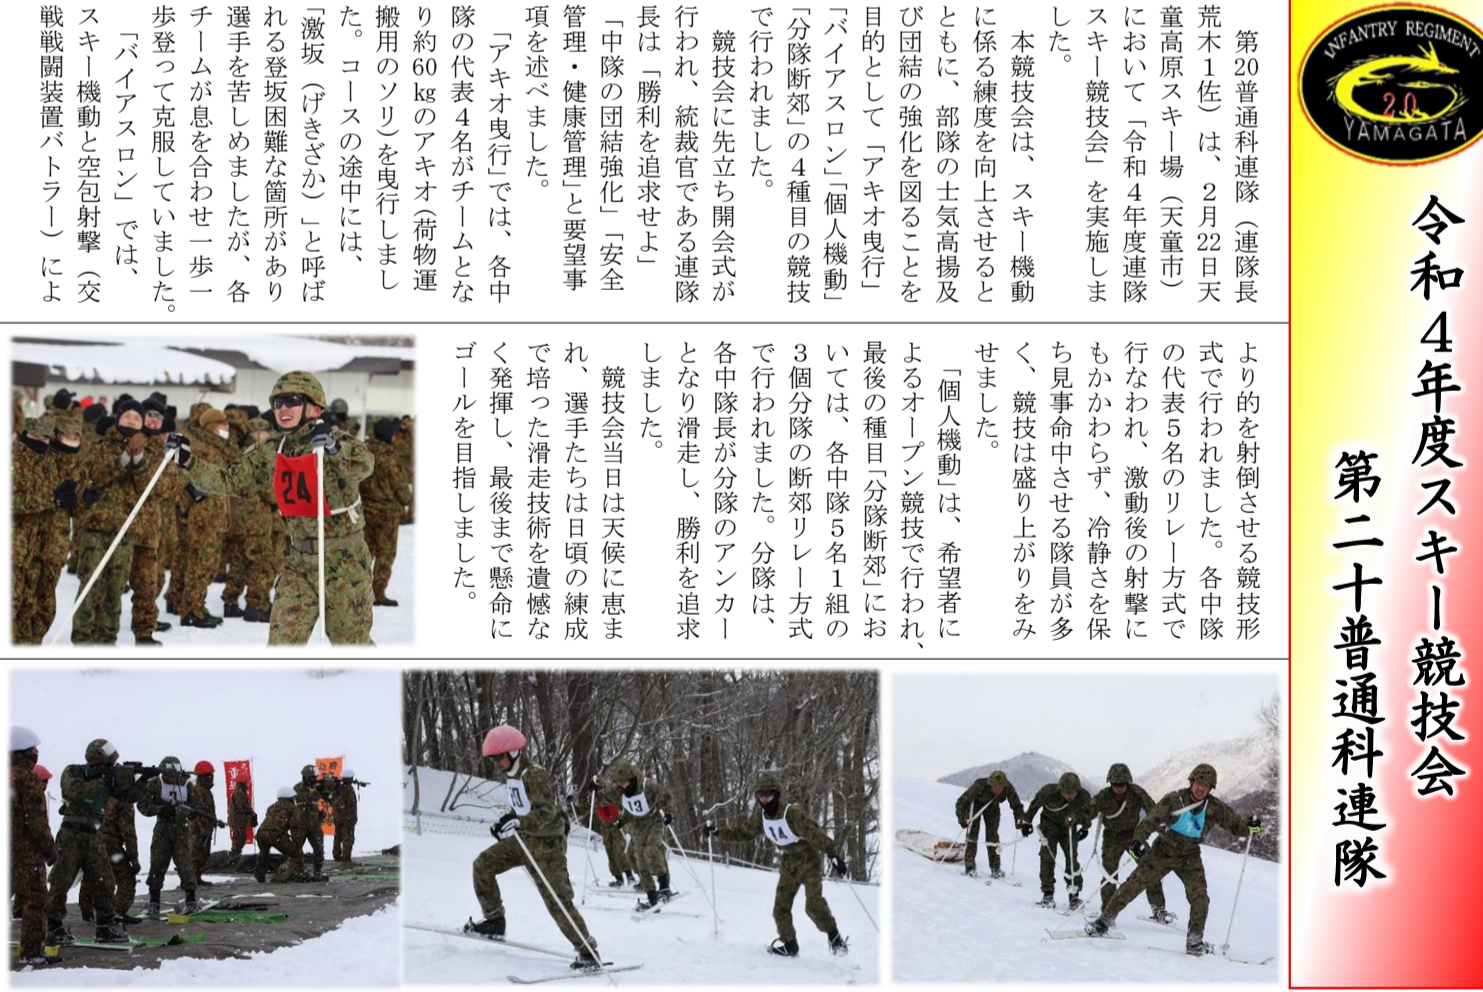 INFANTRY REGIMENT
20
YAMAGATA
令和４年度スキー競技会
第二十普通科連隊
　第20普通科連隊（連隊長
荒木１佐）は、２月22日天
童高原スキー場（天童市）
において「令和４年度連隊
スキー競技会」を実施しま
した。
　本競技会は、スキー機動
に係る練度を向上させると
ともに、部隊の士気高揚及
び団結の強化を図ることを
目的として「アキオ曳行」
「バイアスロン」「個人機動」
「分隊断郊」の４種目の競技
で行われました。
　競技会に先立ち開会式が
行われ、統裁官である連隊
長は「勝利を追求せよ」
「中隊の団結強化」「安全
管理・健康管理」と要望事
項を述べました。
　「アキオ曳行」では、各中
隊の代表４名がチームとな
り約60㎏のアキオ（荷物運
搬用のソリ）を曳行しまし
た。コースの途中には、
「激坂（げきざか）」と呼ば
れる登坂困難な箇所があり
選手を苦しめましたが、各
チームが息を合わせ一歩一
歩登って克服していました。
　「バイアスロン」では、
スキー機動と空包射撃（交
戦戦闘装置バトラー）によ
より的を射倒させる競技形
式で行われました。各中隊
の代表５名のリレー方式で
行なわれ、激動後の射撃に
もかかわらず、冷静さを保
ち見事命中させる隊員が多
く、競技は盛り上がりをみ
せました。
　「個人機動」は、希望者に
よるオープン競技で行われ、
最後の種目「分隊断郊」にお
いては、各中隊５名１組の
３個分隊の断郊リレー方式
で行われました。分隊は、
各中隊長が分隊のアンカー
となり滑走し、勝利を追求
しました。
　競技会当日は天候に恵ま
れ、選手たちは日頃の練成
で培った滑走技術を遺憾な
く発揮し、最後まで懸命に
ゴールを目指しました。
24
13
14